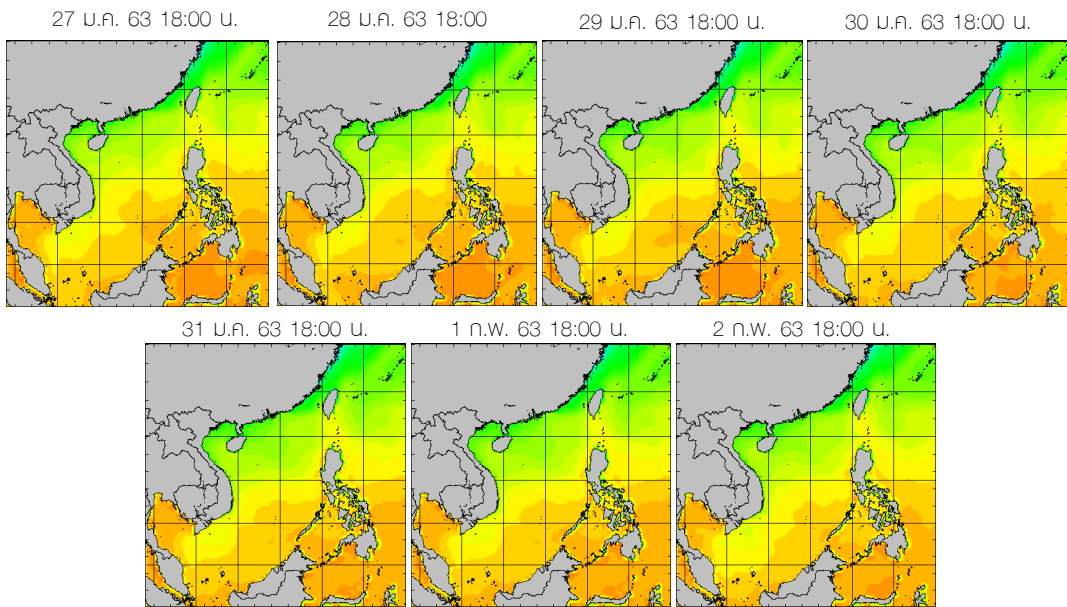 27 ม.ค. 63 18:00 น.
28 ม.ค. 63 18:00
29 ม.ค. 63 18:00 น.
30 ม.ค. 63 18:00 น.
31 ม.ค. 63 18:00 น.
1 ก.พ. 63 18:00 น.
2 ก.พ. 63 18:00 น.